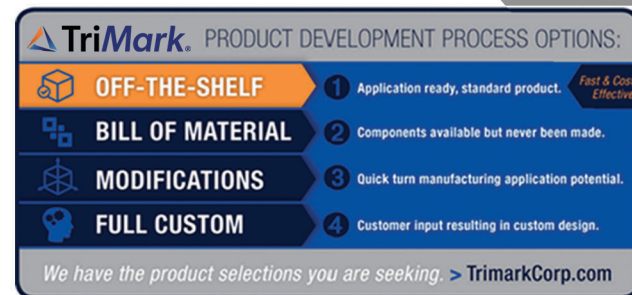 TriMark. PRODUCT DEVELOPMENT PROCESS OPTIONS:
OFF-THE-SHELF 1 Application ready, standard product. Fast & Cost
Effective
BILL OF MATERIAL 2 Components available but never been made.
MODIFICATIONS 3 Quick turn manufacturing application potential.
FULL CUSTOM 4 Customer input resulting in custom design.
We have the product selections you are seeking. > TrimarkCorp.com